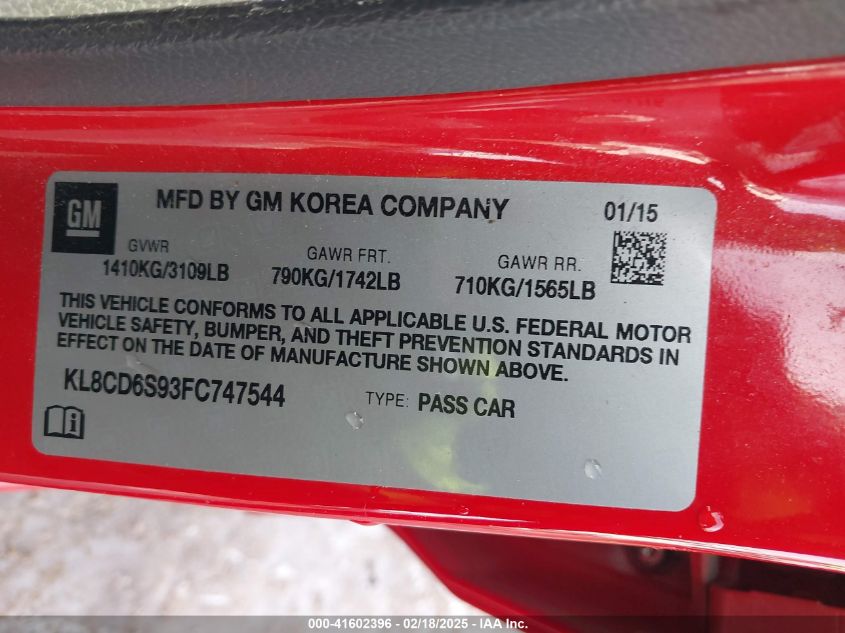 GM
MFD BY GM KOREA COMPANY 01/15
GVWR GAWR FRT. GAWR RR.
1410KG/3109LB 790KG/1742LB 710KG/1565LB
THIS VEHICLE CONFORMS TO ALL APPLICABLE U.S. FEDERAL MOTOR
VEHICLE SAFETY, BUMPER, AND THEFT PREVENTION STANDARDS IN
EFFECT ON THE DATE OF MANUFACTURE SHOWN ABOVE.
KL8CD6S93FC747544 TYPE: PASS CAR
000-41602396 - 02/18/2025 - IAA Inc.